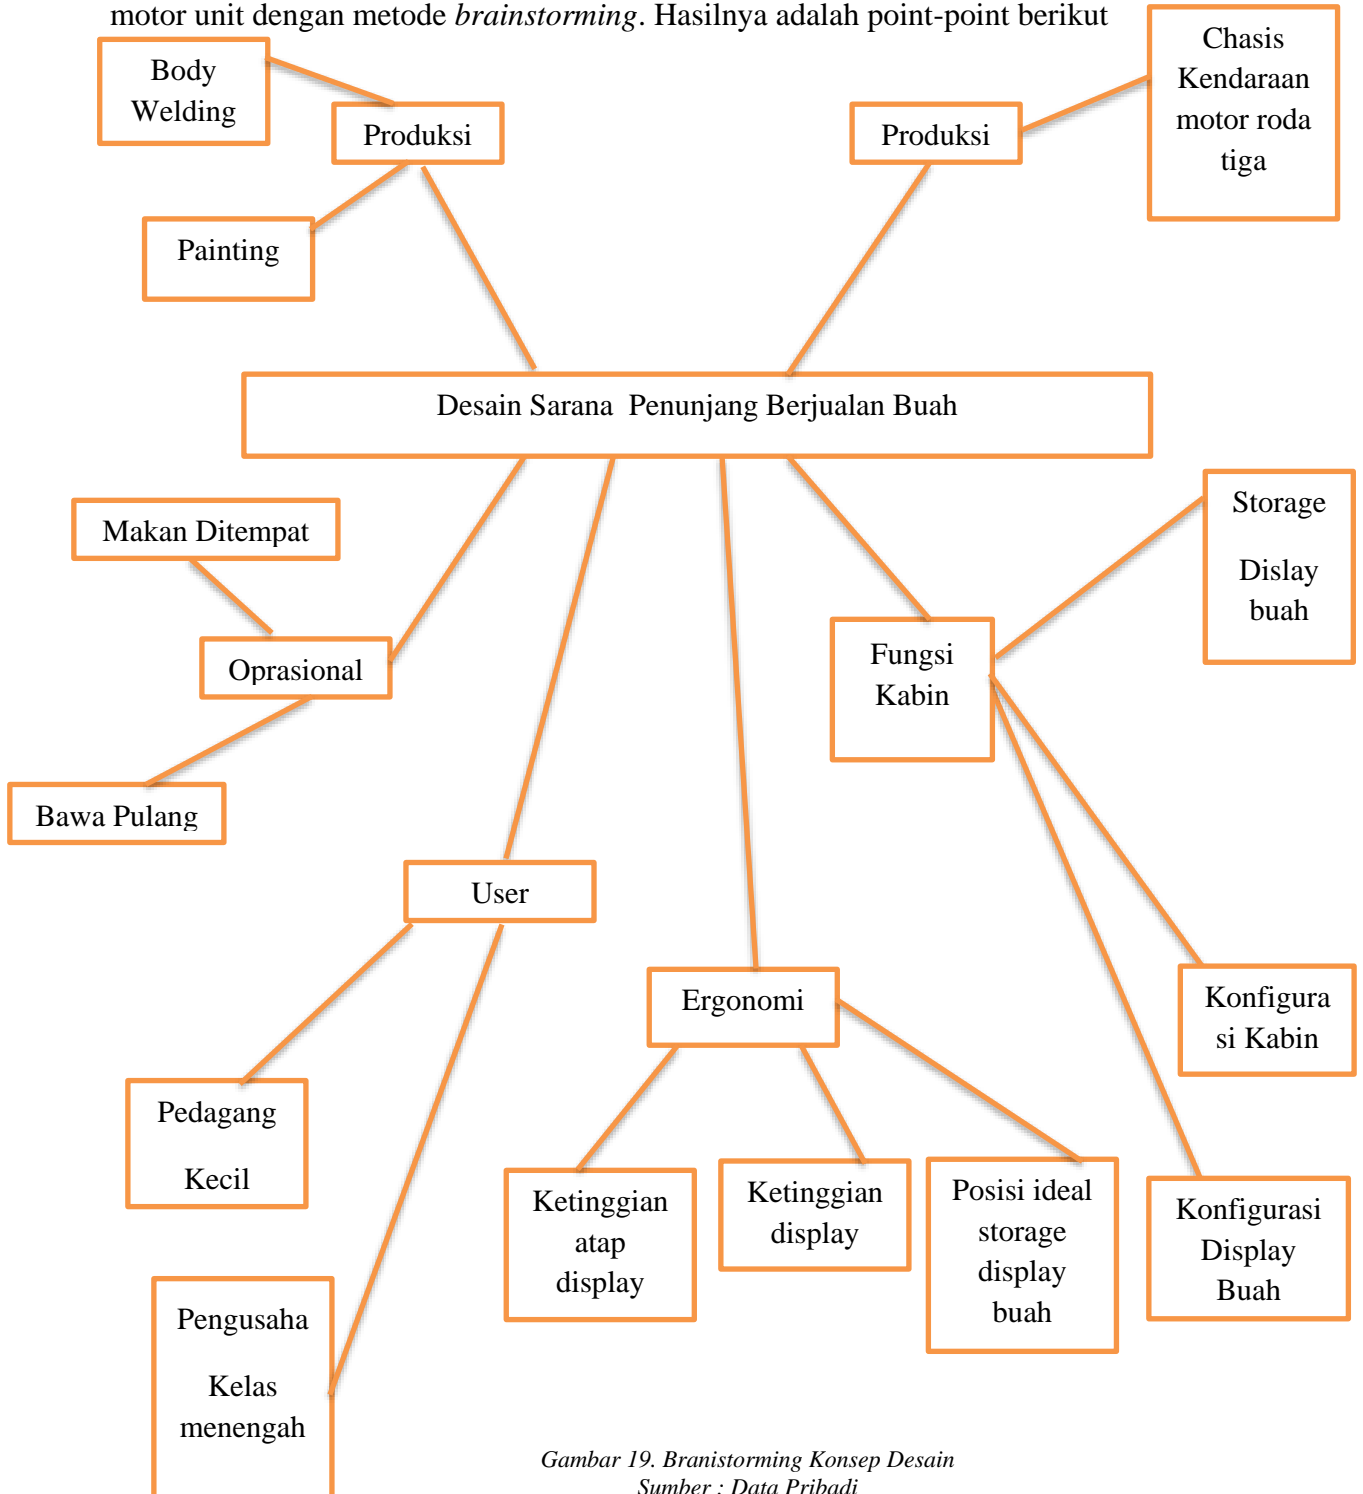 motor unit dengan metode brainstorming. Hasilnya adalah point-point berikut
Body
Welding
Produksi
Painting
Produksi
Chasis
Kendaraan
motor roda
tiga
Desain Sarana  Penunjang Berjualan Buah
Makan Ditempat
Oprasional
Bawa Pulang
Fungsi
Kabin
Storage
Dislay
buah
User
Ergonomi
Konfigura
si Kabin
Pedagang
Kecil
Ketinggian
atap
display
Ketinggian
display
Posisi ideal
storage
display
buah
Konfigurasi
Display
Buah
Pengusaha
Kelas
menengah
Gambar 19. Branistorming Konsep Desain
Sumber : Data Pribadi